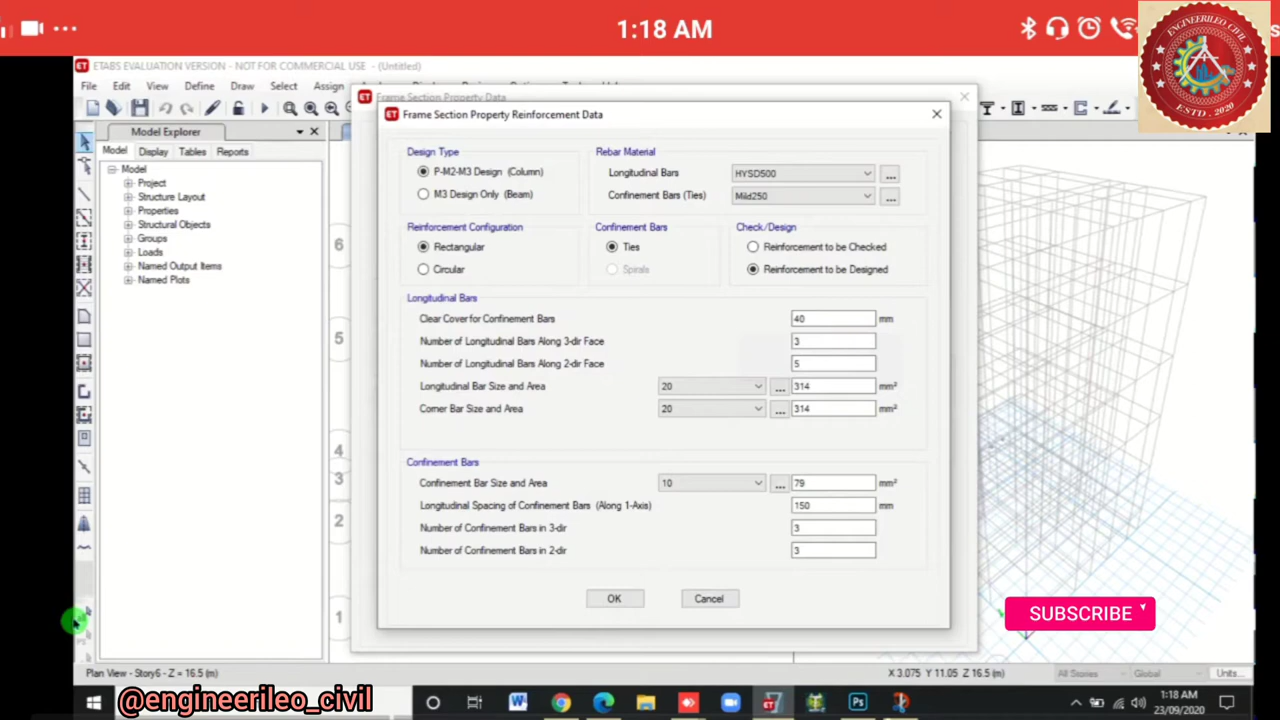 1:18 AM
ENGINEERILEO CIVIL
ESTD . 2020
ETABS EVALUATION VERSION - NOT FOR COMMERCIAL USE - (Untitled)
File Edit View Define Draw Select Assign
Frame Section Property Data
Frame Section Property Reinforcement Data
Model Explorer
Model Display Tables Reports
Model
Project
Structure Layout
Properties
Structural Objects
Groups
Loads
Named Output Items
Named Plots
6
5
4
3
2
1
Design Type
P-M2-M3 Design (Column)
M3 Design Only (Beam)
Rebar Material
Longitudinal Bars HYSD500 ...
Confinement Bars (Ties) Mild250 ...
Reinforcement Configuration
Rectangular
Circular
Confinement Bars
Ties
Spirals
Check/Design
Reinforcement to be Checked
Reinforcement to be Designed
Longitudinal Bars
Clear Cover for Confinement Bars 40 mm
Number of Longitudinal Bars Along 3-dir Face 3
Number of Longitudinal Bars Along 2-dir Face 5
Longitudinal Bar Size and Area 20 ... 314 mm²
Corner Bar Size and Area 20 ... 314 mm²
Confinement Bars
Confinement Bar Size and Area 10 ... 79 mm²
Longitudinal Spacing of Confinement Bars (Along 1-Axis) 150 mm
Number of Confinement Bars in 3-dir 3
Number of Confinement Bars in 2-dir 3
OK Cancel
SUBSCRIBE
Plan View - Story6 - Z = 16.5 (m)
X 3.075 Y 11.05 Z 16.5 (m)
All Stories Global Units...
@engineerileo_civil
1:18 AM
23/09/2020